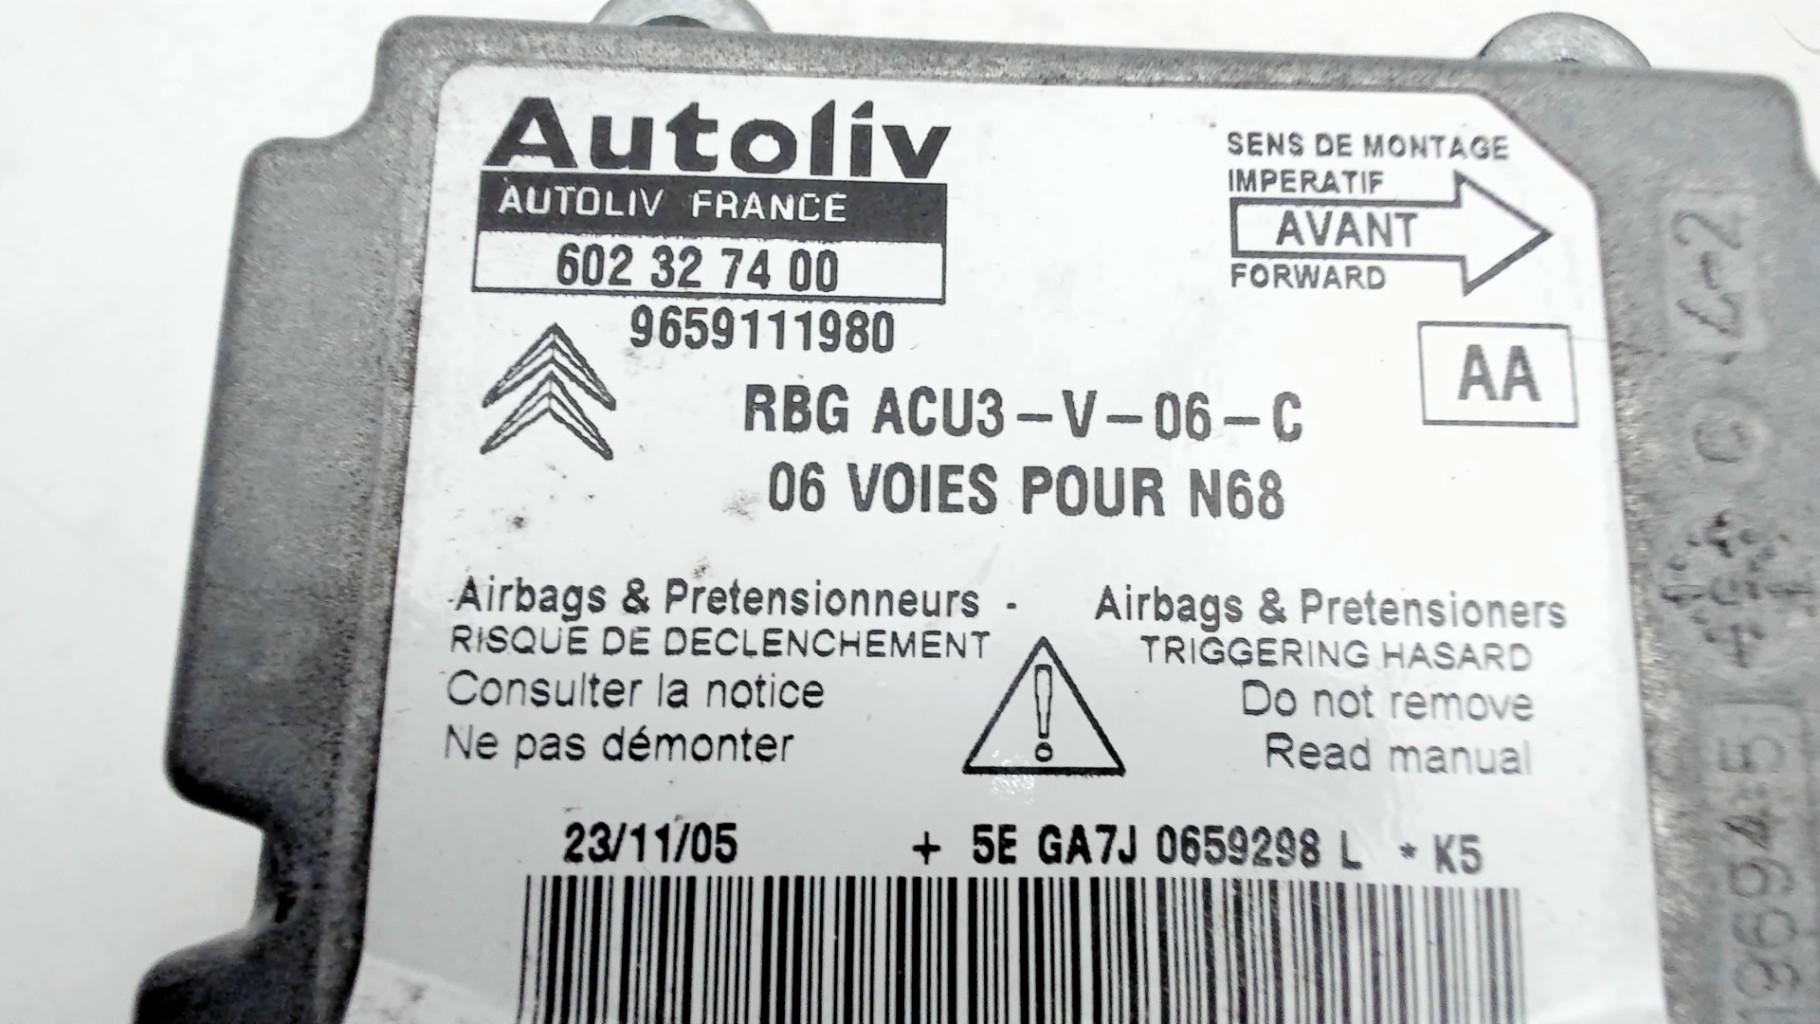 Autoliv
AUTOLIV FRANCE
602 32 74 00
9659111980
SENS DE MONTAGE
IMPERATIF
AVANT
FORWARD
AA
RBG ACU3-V-06-C
06 VOIES POUR N68
Airbags & Pretensionneurs -
RISQUE DE DECLENCHEMENT
Consulter la notice
Ne pas démonter
Airbags & Pretensioners
TRIGGERING HASARD
Do not remove
Read manual
23/11/05 + 5E GA7J 0659298 L * K5